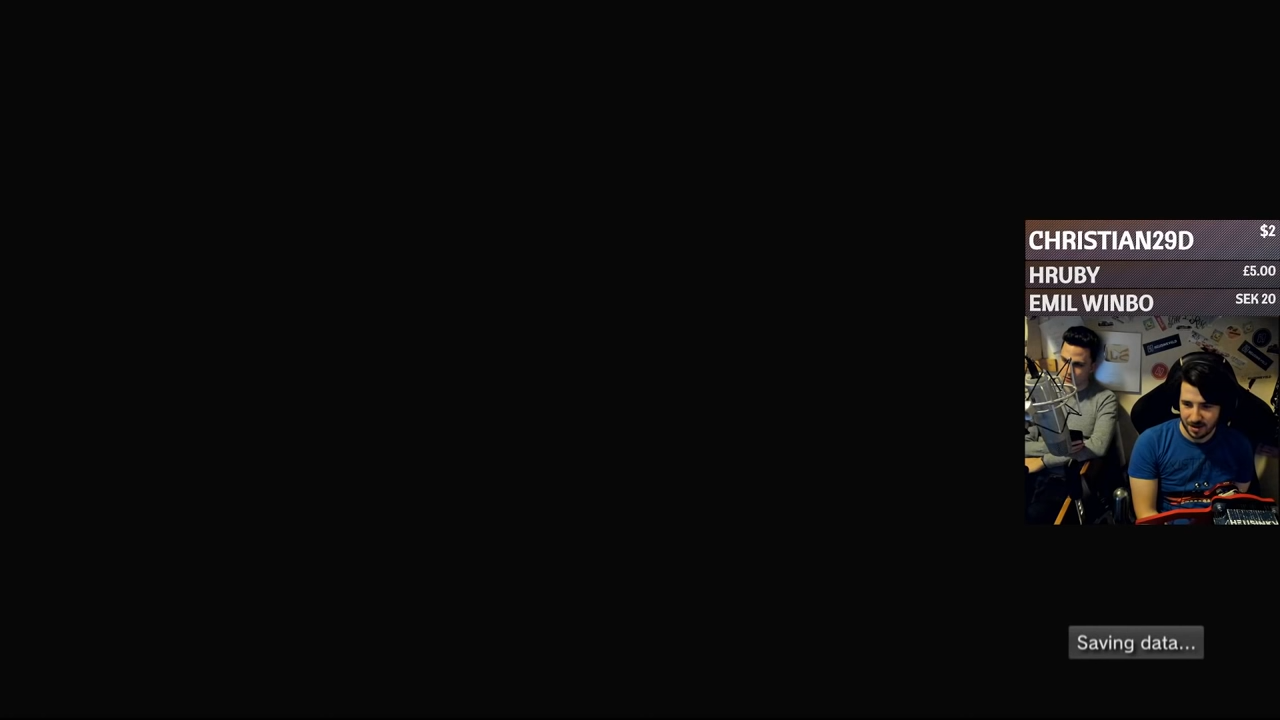 CHRISTIAN29D $2
HRUBY £5.00
EMIL WINBO SEK 20
Saving data...